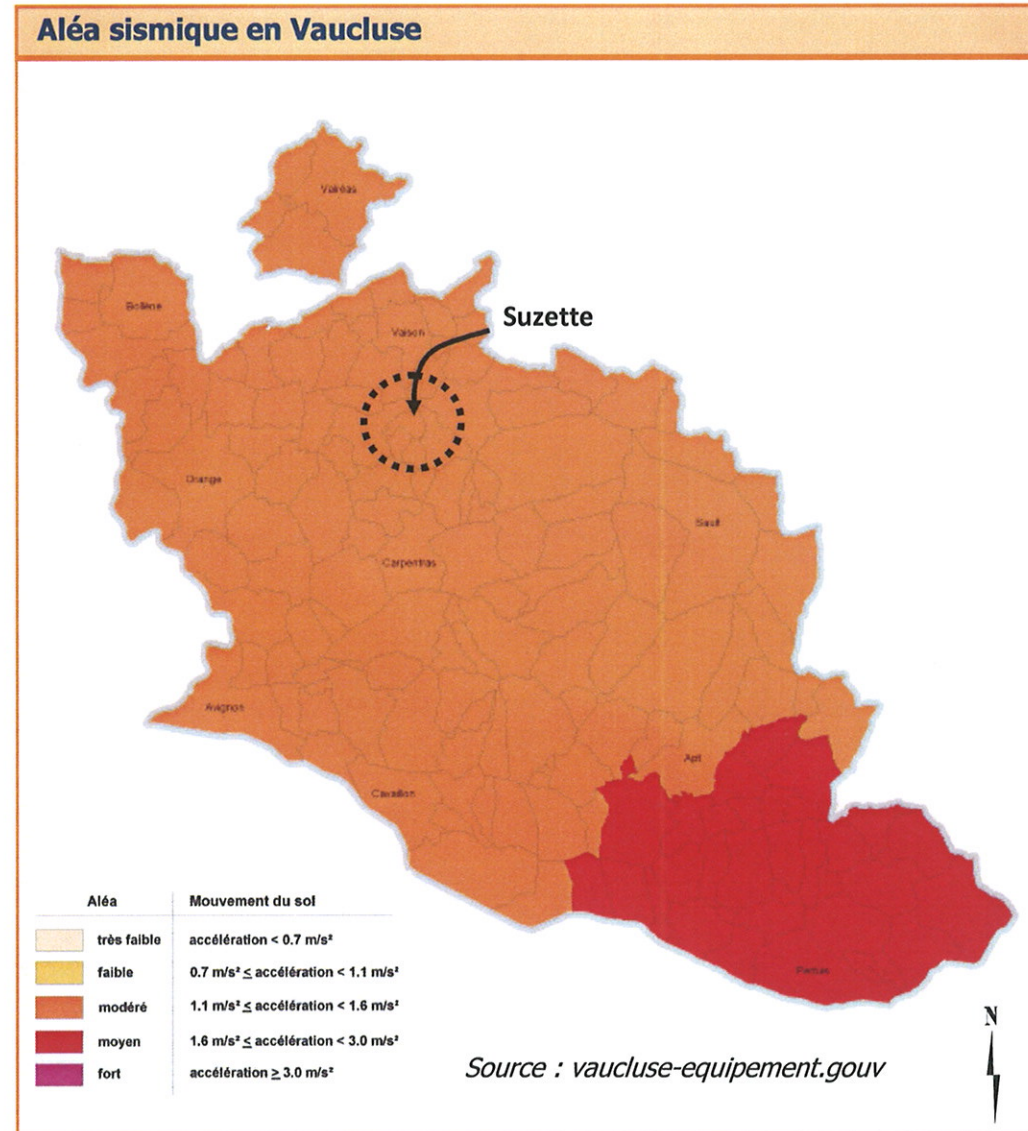 Aléa sismique en Vaucluse
Valréas
Bollène
Vaison
Suzette
Orange
Sault
Carpentras
Avignon
Apt
Cavaillon
Pertuis
Aléa Mouvement du sol
très faible accélération < 0.7 m/s²
faible 0.7 m/s² ≤ accélération < 1.1 m/s²
modéré 1.1 m/s² ≤ accélération < 1.6 m/s²
moyen 1.6 m/s² ≤ accélération < 3.0 m/s²
fort accélération ≥ 3.0 m/s²
Source : vaucluse-equipement.gouv
N